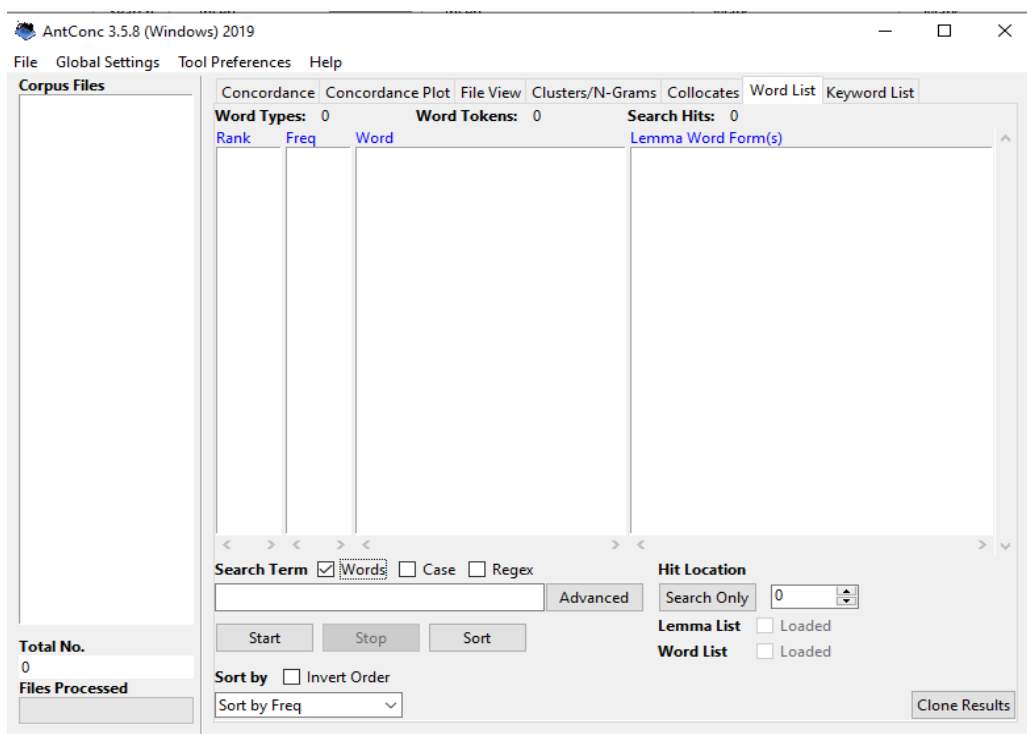 AntConc 3.5.8 (Windows) 2019
File Global Settings Tool Preferences Help
Corpus Files
Concordance Concordance Plot File View Clusters/N-Grams Collocates Word List Keyword List
Word Types: 0 Word Tokens: 0 Search Hits: 0
Rank Freq Word Lemma Word Form(s)
Search Term Words Case Regex Hit Location
Advanced Search Only 0
Lemma List Loaded
Start Stop Sort
Total No.
Word List Loaded
0
Sort by Invert Order
Files Processed
Sort by Freq Clone Results